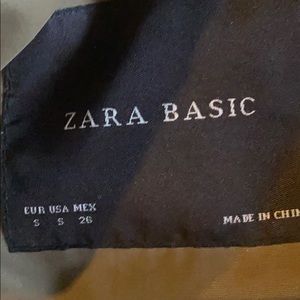 ZARA BASIC
EUR USA MEX
S S 26
MADE IN CHIN